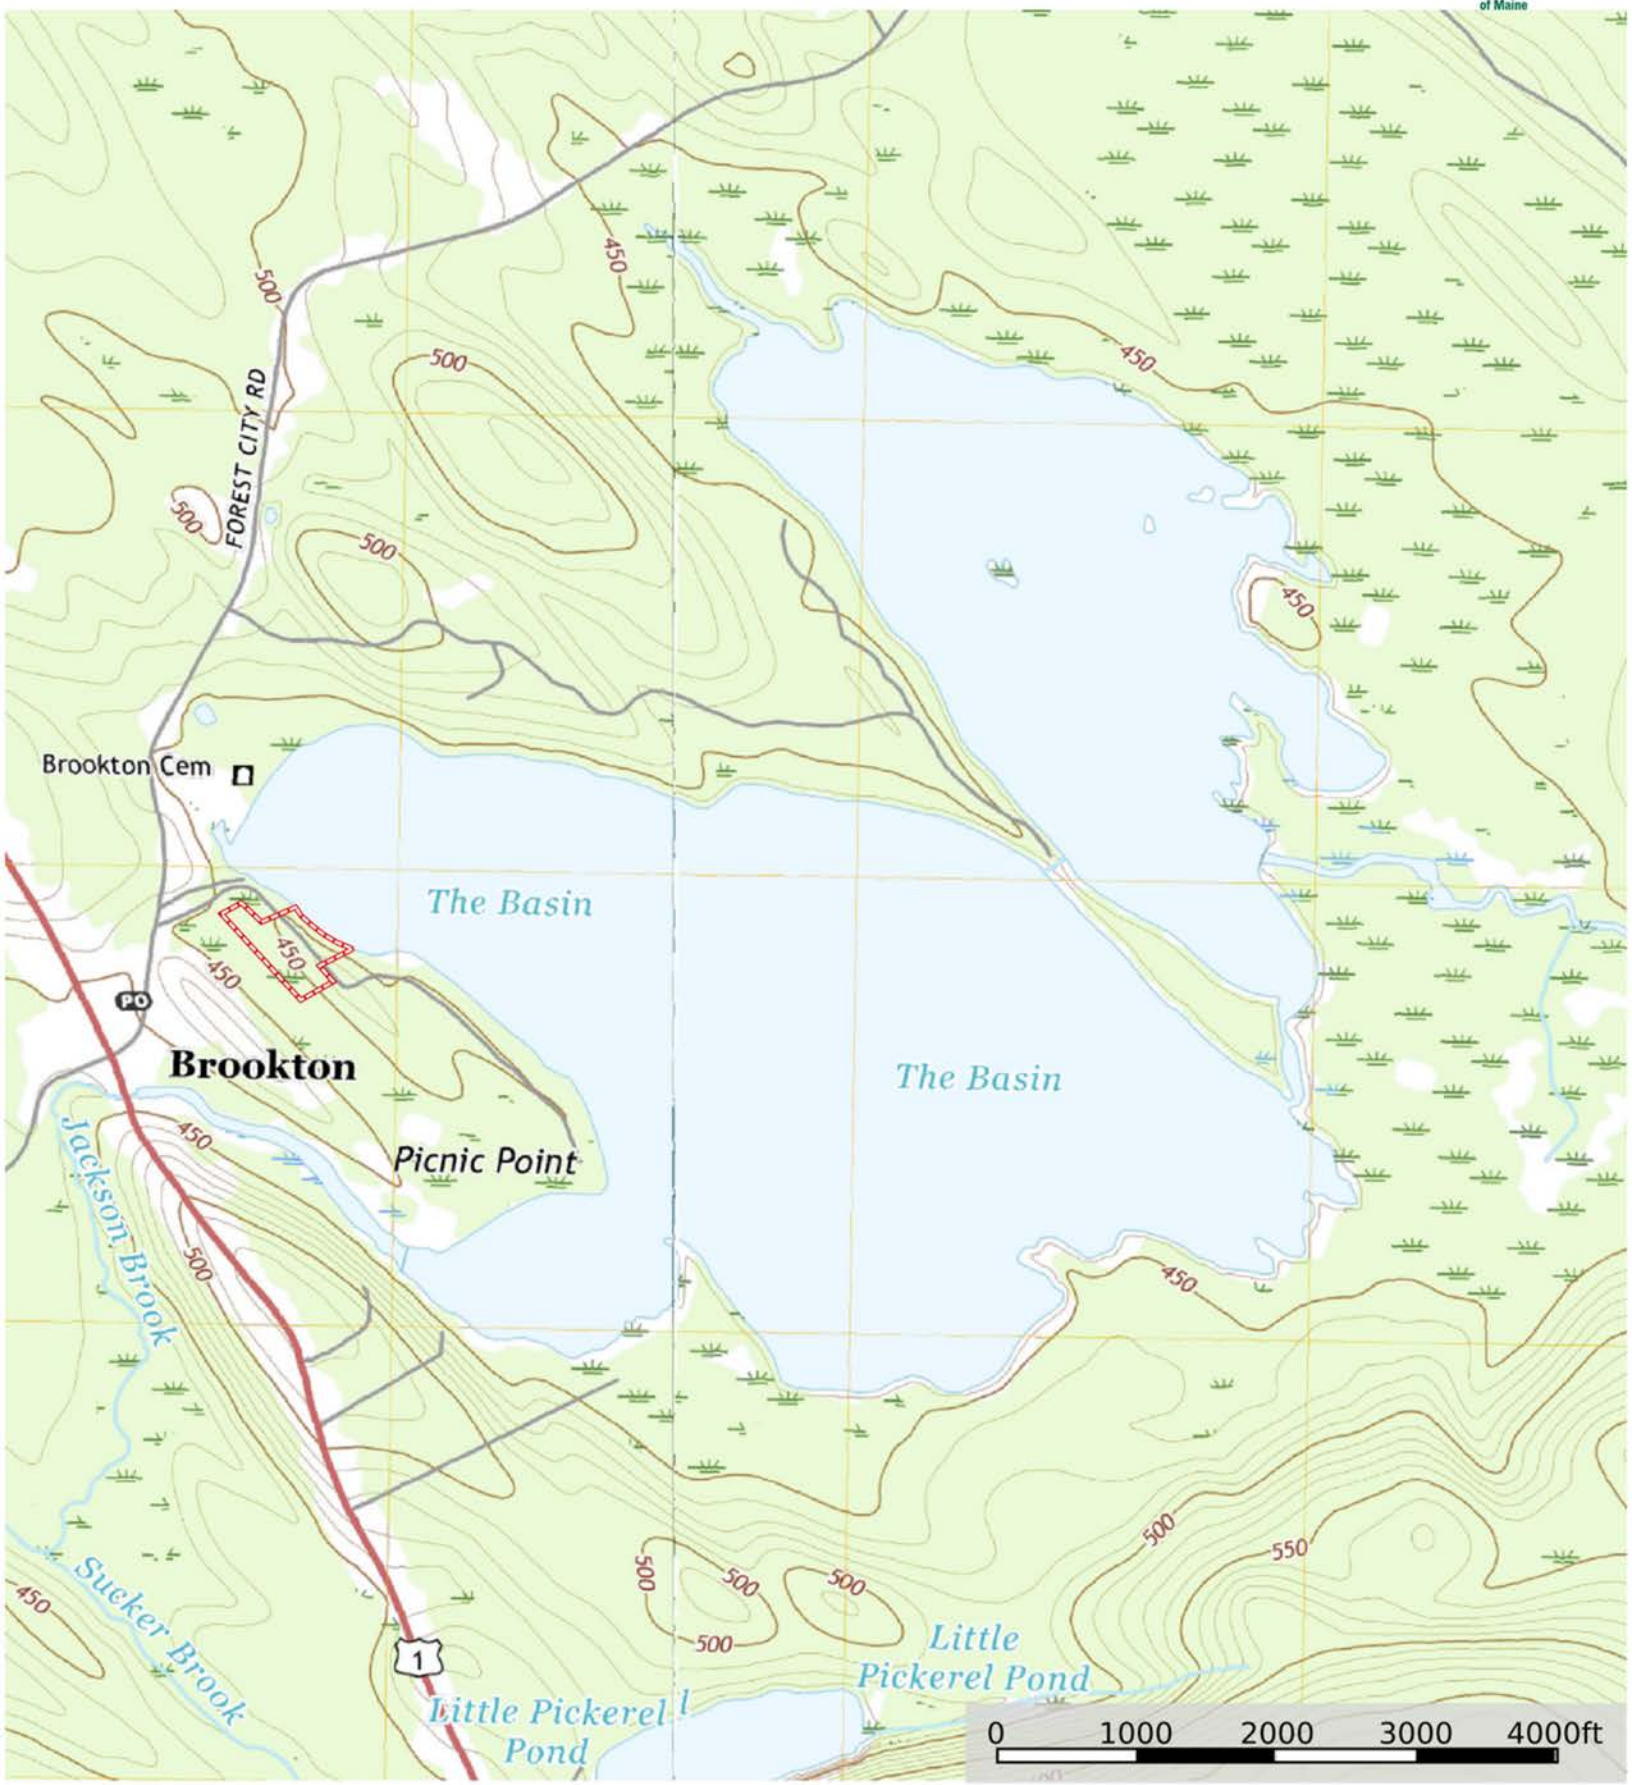 of Maine
500
450
450
500
FOREST CITY RD
500
500
450
Brookton Cem
The Basin
450
450
PO
Brookton
The Basin
450
Jackson Brook
Picnic Point
500
450
500
550
500
500
500
500
450
Sucker Brook
1
Little
Pickerel Pond
Little Pickerel l
Pond
0 1000 2000 3000 4000ft